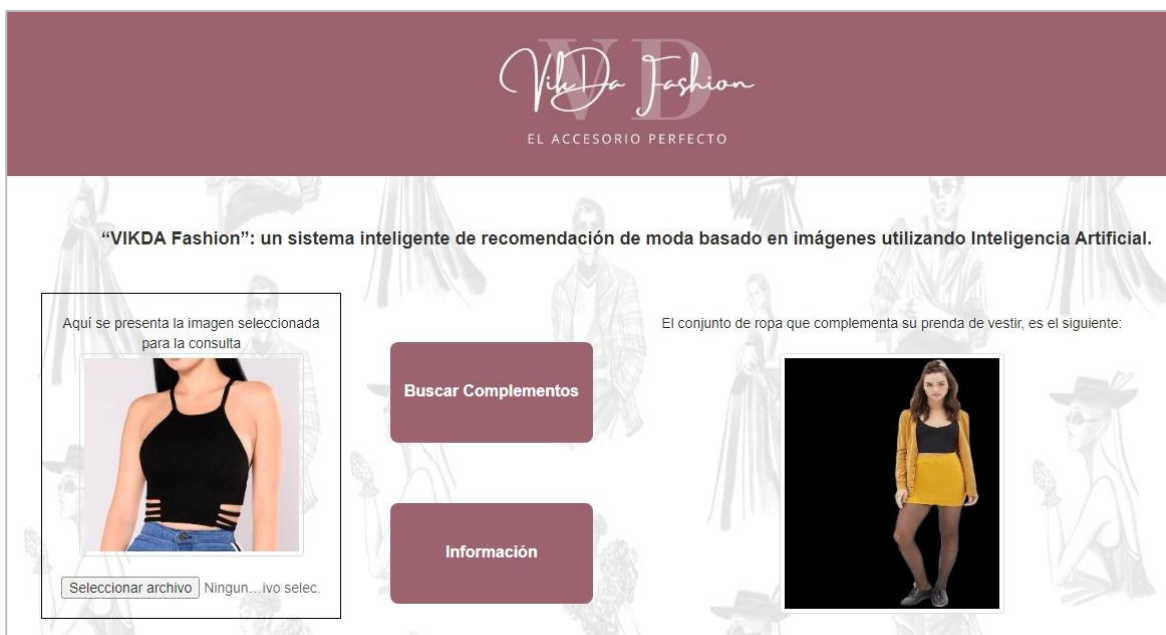 VD
VikDa Fashion
EL ACCESORIO PERFECTO
“VIKDA Fashion”: un sistema inteligente de recomendación de moda basado en imágenes utilizando Inteligencia Artificial.
Aquí se presenta la imagen seleccionada
para la consulta
Seleccionar archivo Ningun...ivo selec.
Buscar Complementos
Información
El conjunto de ropa que complementa su prenda de vestir, es el siguiente: